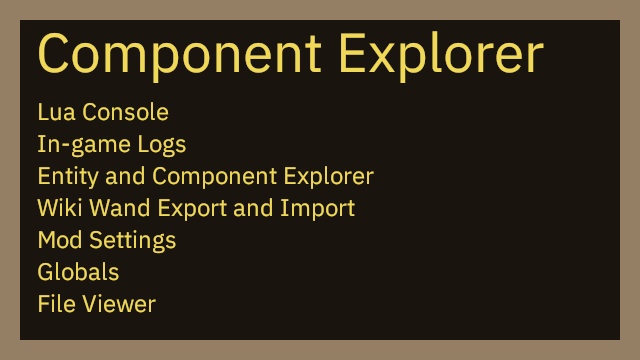 Component Explorer
Lua Console
In-game Logs
Entity and Component Explorer
Wiki Wand Export and Import
Mod Settings
Globals
File Viewer